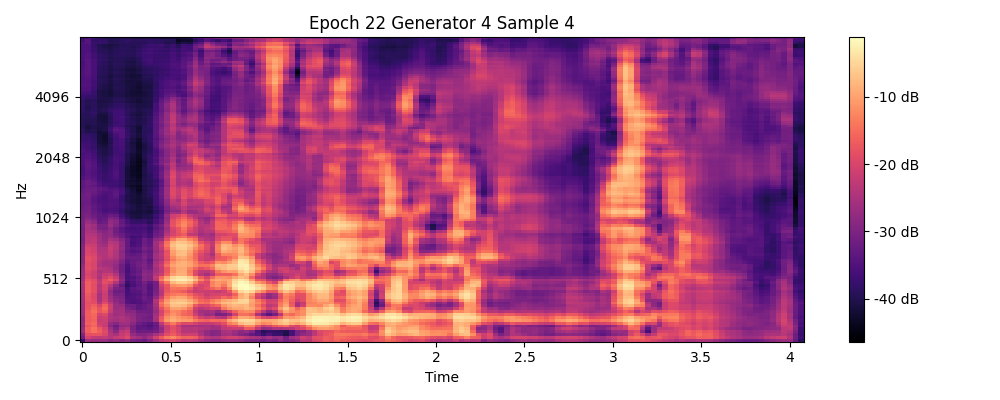 Epoch 22 Generator 4 Sample 4
Hz
4096
2048
1024
512
0
0 0.5 1 1.5 2 2.5 3 3.5 4
Time
-10 dB
-20 dB
-30 dB
-40 dB